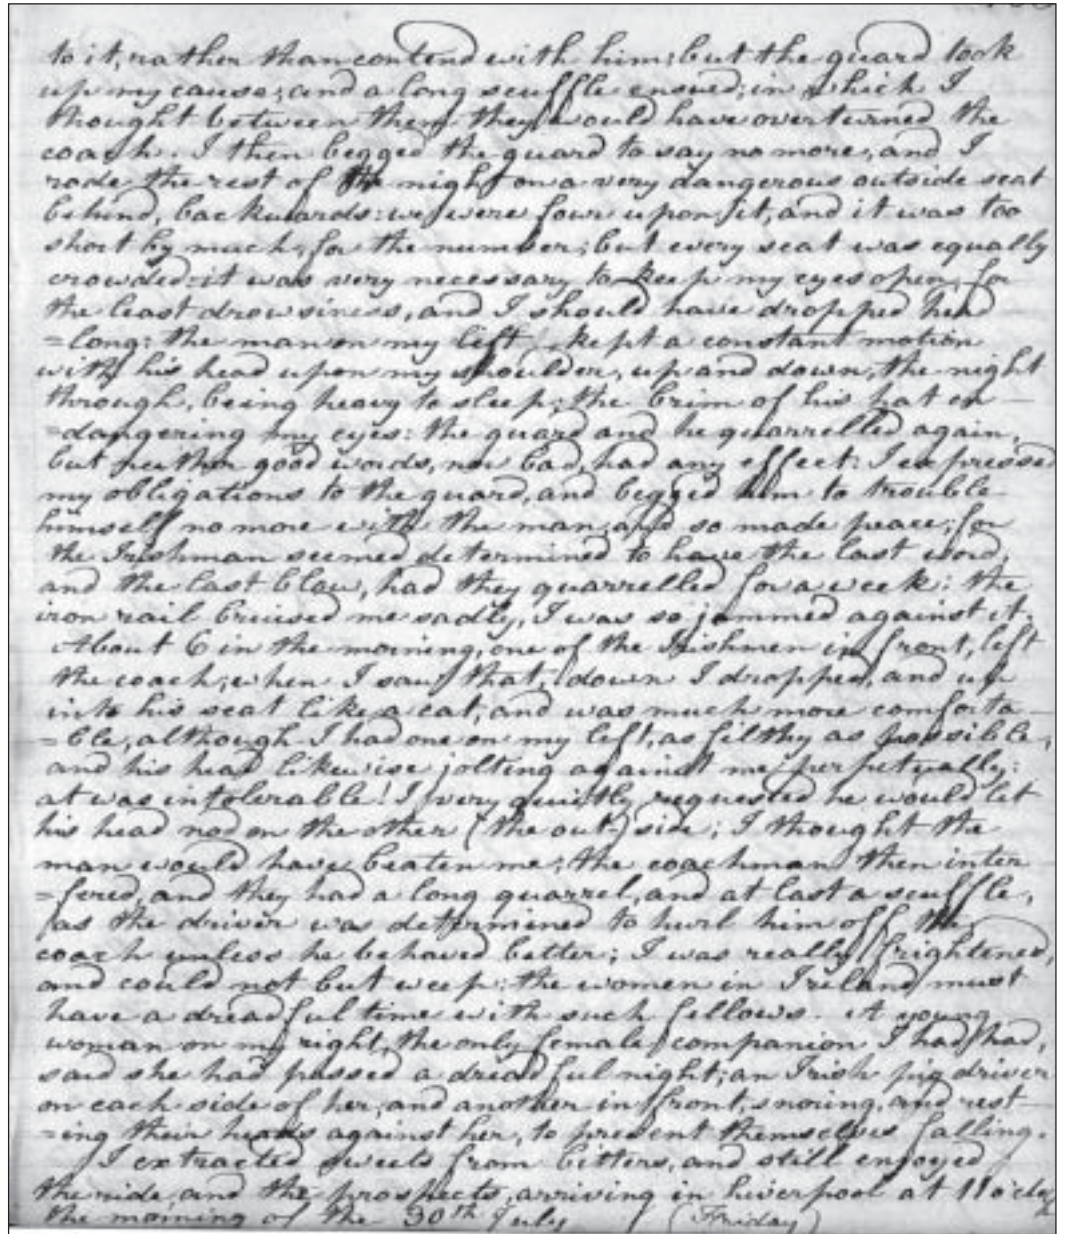 to it, rather than contend with him; but the guard took
up my cause; and a long scuffle ensued; in which I
thought between them they would have overturned the
coach. I then begged the guard to say no more, and I
rode the rest of the night on a very dangerous outside seat
behind, backwards: we were four upon it, and it was too
short by much, for the number; but every seat was equally
crowded: it was very necessary to keep my eyes open, for
the least drowsiness, and I should have dropped head
=long: the man on my left, kept a constant motion
with his head upon my shoulder, up and down, the night
through, being heavy to sleep; the brim of his hat en
=dangering my eyes: the guard and he quarrelled again,
but neither good words, nor bad, had any effect: I expressed
my obligations to the guard, and begged him to trouble
himself no more with the man, and so made peace; for
the Irishman seemed determined to have the last word,
and the last blow, had they quarrelled for a week: the
iron rail bruised me sadly, I was so jammed against it.
About 6 in the morning, one of the Irishmen in front, left
the coach; when I saw that, down I dropped, and up
into his seat like a cat, and was much more comforta
=ble, although I had one on my left, as filthy as possible,
and his head likewise jolting against me perpetually:
at was intolerable! I very quietly requested he would let
his head nod on the other (the out-) side; I thought the
man would have beaten me; the coachman then inter
=fered, and they had a long quarrel, and at last a scuffle,
as the driver was determined to hurl him off the
coach unless he behaved better; I was really frightened,
and could not but weep: the women in Ireland must
have a dreadful time with such fellows. A young
woman on my right, the only female companion I had had,
said she had passed a dreadful night; an Irish pig driver
on each side of her, and another in front, snoring, and rest
=ing their heads against her, to prevent themselves falling.
I extracted sweets from bitters, and still enjoyed
the ride, and the prospects, arriving in Liverpool at 11 o'clock
the morning of the 30th July (Friday)